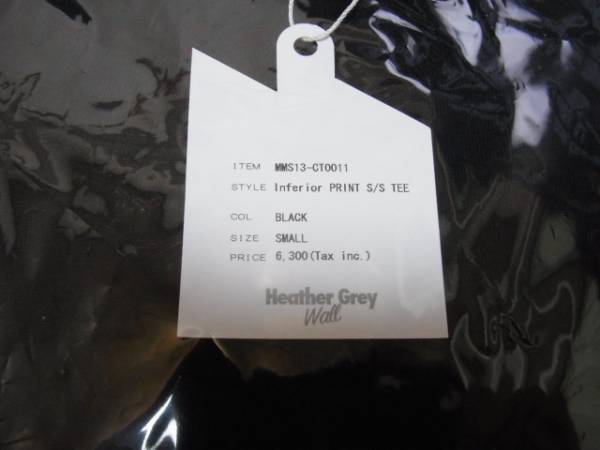 ITEM MMS13-CT0011
STYLE Inferior PRINT S/S TEE
COL BLACK
SIZE SMALL
PRICE 6,300(Tax inc.)
Heather Grey
Wall